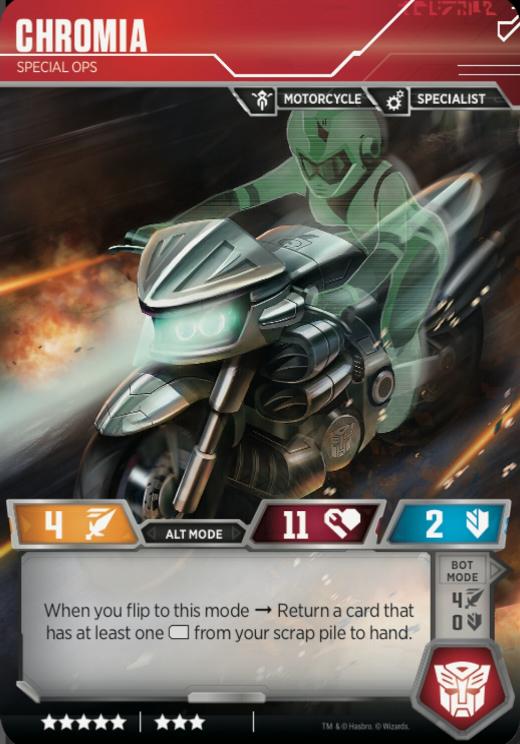 CHROMIA
SPECIAL OPS
MOTORCYCLE
SPECIALIST
4
ALT MODE
11
2
When you flip to this mode → Return a card that
has at least one from your scrap pile to hand.
BOT
MODE
4
0
TM & © Hasbro. © Wizards.